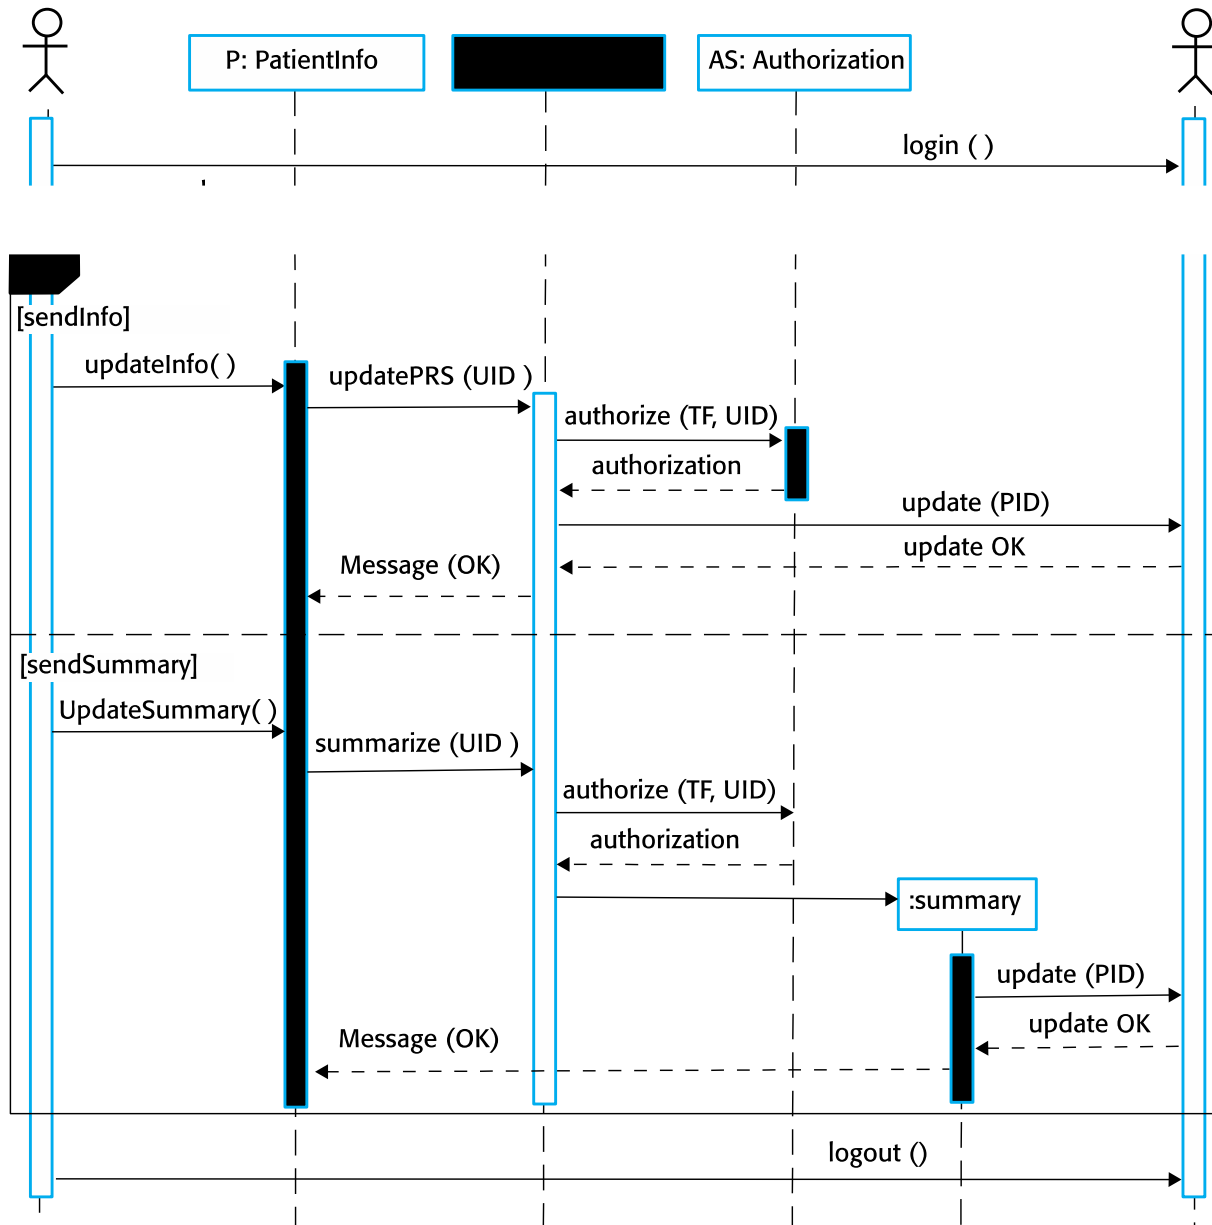 P: PatientInfo
AS: Authorization
login ( )
[sendInfo]
updateInfo( )
updatePRS (UID )
authorize (TF, UID)
authorization
update (PID)
update OK
Message (OK)
[sendSummary]
UpdateSummary( )
summarize (UID )
authorize (TF, UID)
authorization
:summary
update (PID)
update OK
Message (OK)
logout ()